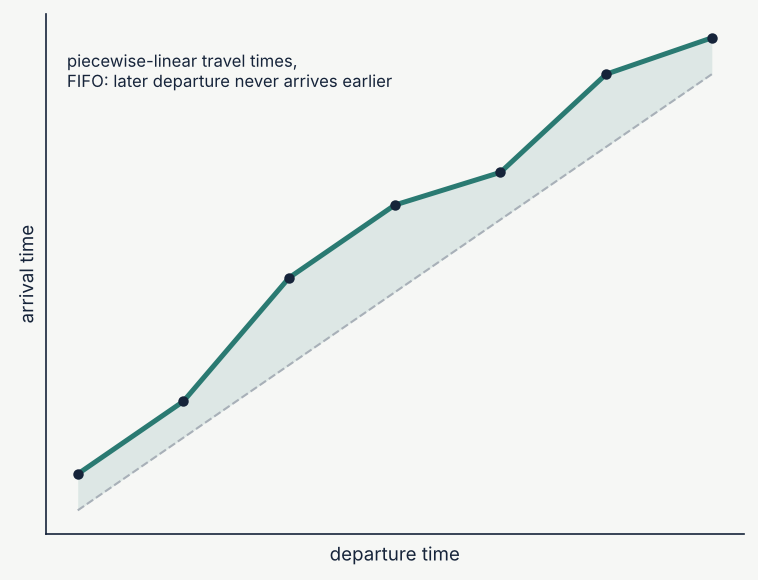 piecewise-linear travel times,
FIFO: later departure never arrives earlier
arrival time
departure time